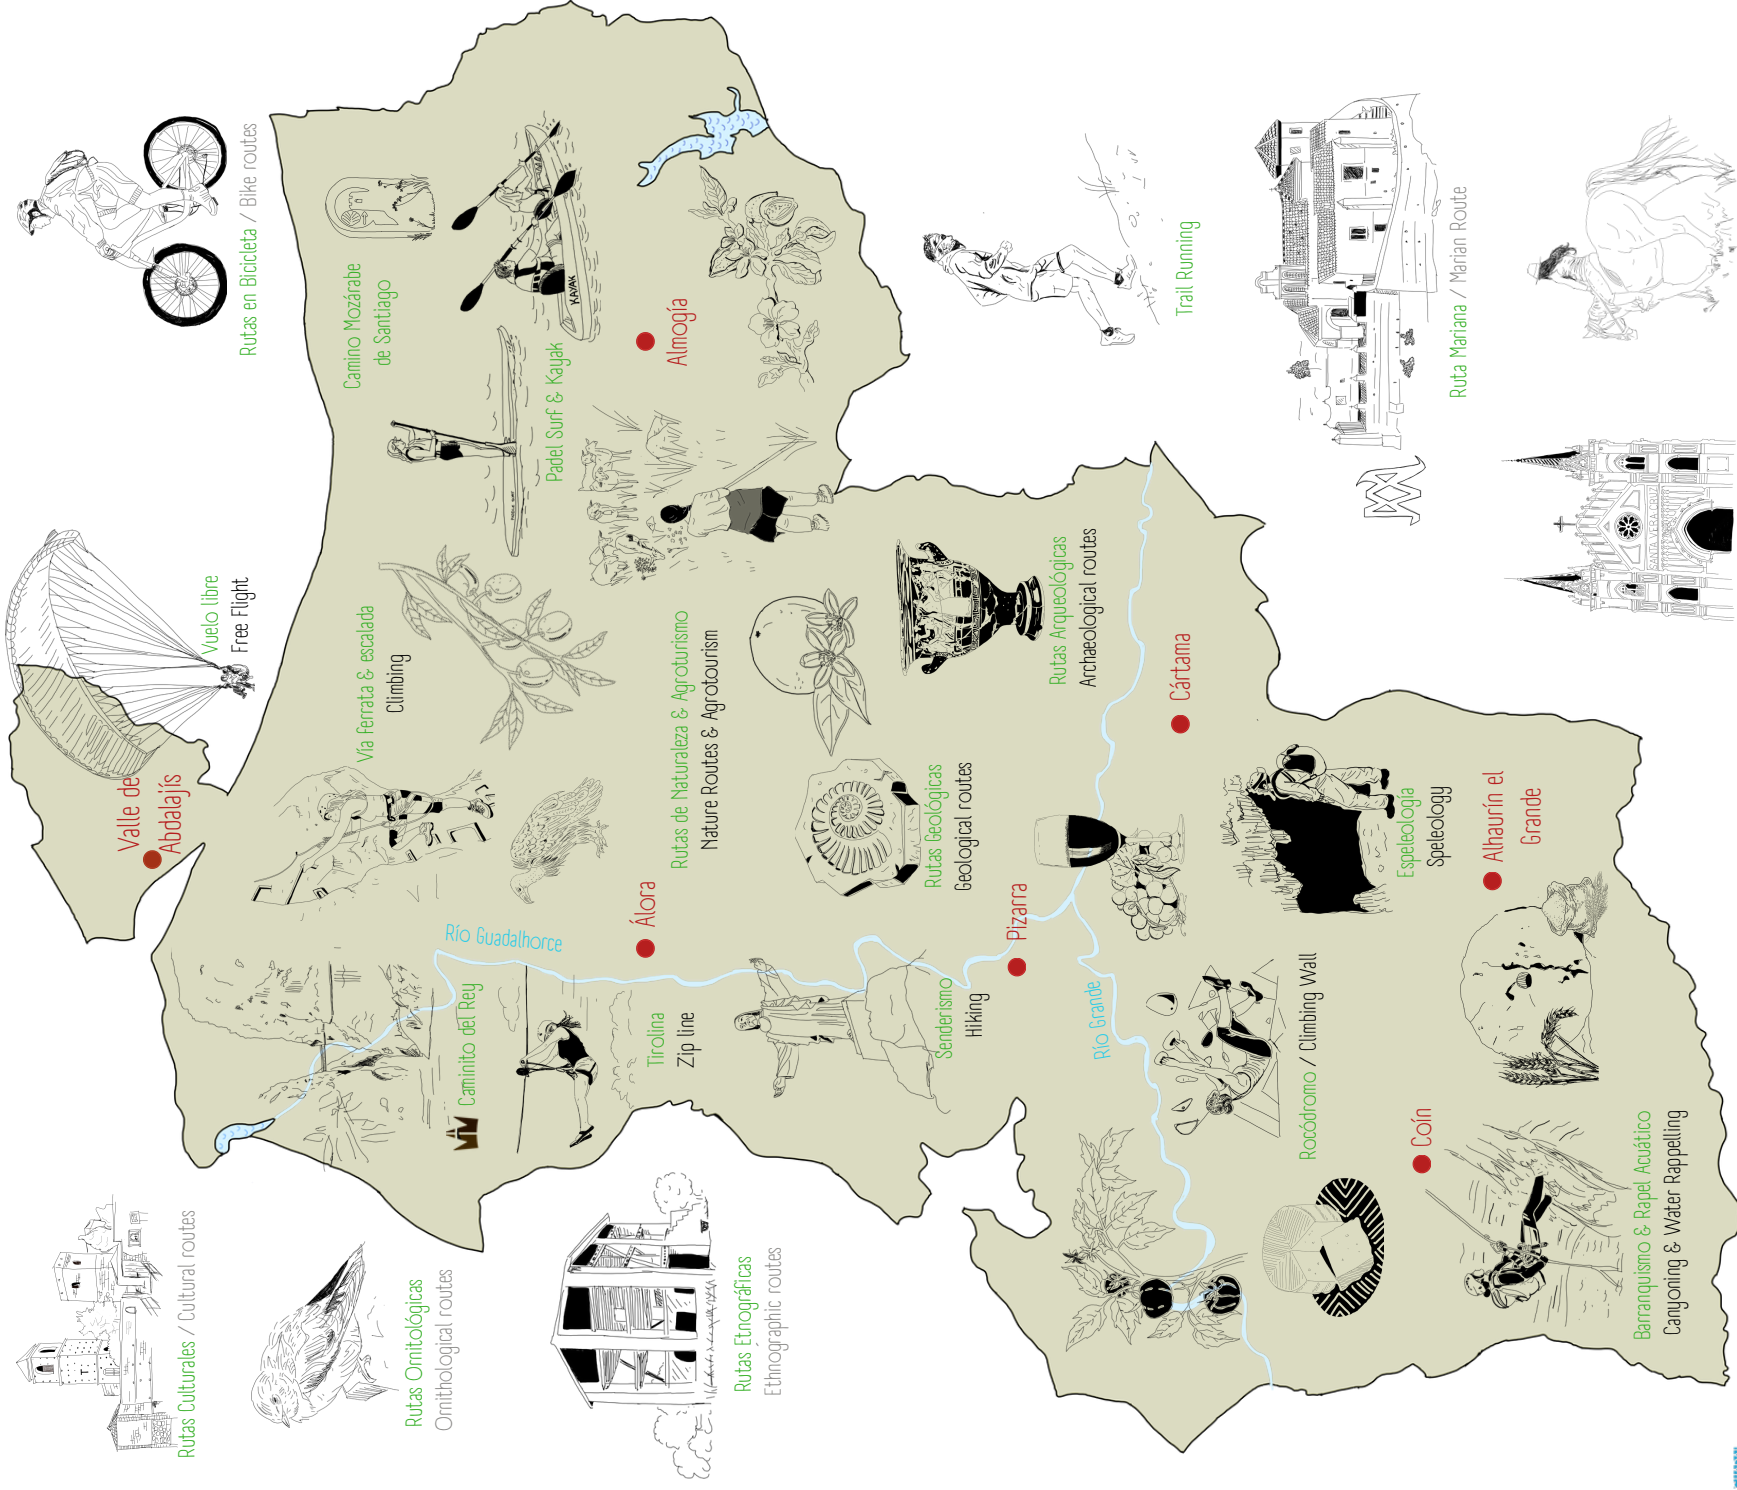 Rutas Culturales / Cultural routes
Rutas Ornitológicas
Ornithological routes
Rutas Etnográficas
Ethnographic routes
Vuelo libre
Free Flight
Rutas en Bicicleta / Bike routes
Valle de
Abdalajís
Caminito del Rey
Río Guadalhorce
Vía Ferrata & escalada
Climbing
Camino Mozárabe
de Santiago
Padel Surf & Kayak
KAYAK
Tirolina
Zip line
Álora
Rutas de Naturaleza & Agroturismo
Nature Routes & Agrotourism
Almogía
Senderismo
Hiking
Rutas Geológicas
Geological routes
Pizarra
Rutas Arqueológicas
Archaeological routes
Río Grande
Cártama
Trail Running
Rocódromo / Climbing Wall
Espeleología
Speleology
Coín
Alhaurín el
Grande
Ruta Mariana / Marian Route
Barranquismo & Rapel Acuático
Canyoning & Water Rappelling